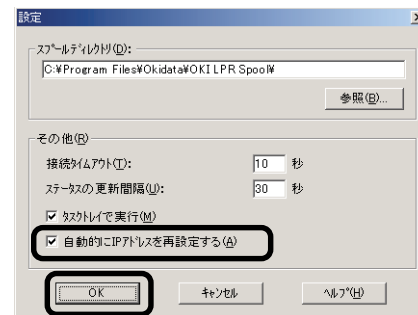 設定
ｽﾌﾟｰﾙﾃﾞｨﾚｸﾄﾘ(D):
C:¥Program Files¥Okidata¥OKI LPR Spool¥
参照(B)...
その他(R)
接続ﾀｲﾑｱｳﾄ(T): 10 秒
ｽﾃｰﾀｽの更新間隔(U): 30 秒
ﾀｽｸﾄﾚｲで実行(M)
自動的にIPｱﾄﾞﾚｽを再設定する(A)
OK ｷｬﾝｾﾙ ﾍﾙﾌﾟ(H)